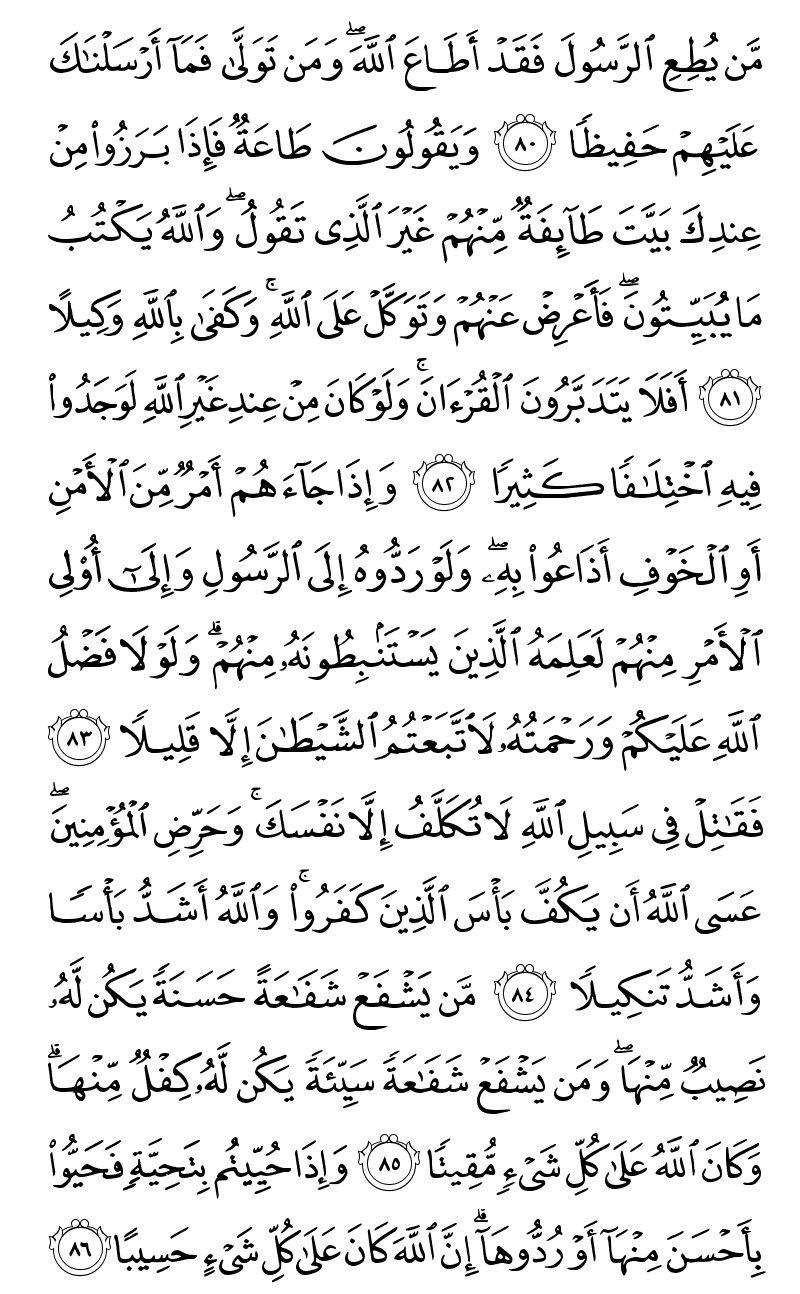 مَّن يُطِعِ ٱلرَّسُولَ فَقَدۡ أَطَاعَ ٱللَّهَۖ وَمَن تَوَلَّىٰ فَمَآ أَرۡسَلۡنَٰكَ
عَلَيۡهِمۡ حَفِيظٗا ٨٠ وَيَقُولُونَ طَاعَةٞ فَإِذَا بَرَزُواْ مِنۡ
عِندِكَ بَيَّتَ طَآئِفَةٞ مِّنۡهُمۡ غَيۡرَ ٱلَّذِي تَقُولُۖ وَٱللَّهُ يَكۡتُبُ
مَا يُبَيِّتُونَۖ فَأَعۡرِضۡ عَنۡهُمۡ وَتَوَكَّلۡ عَلَى ٱللَّهِۚ وَكَفَىٰ بِٱللَّهِ وَكِيلًا
٨١ أَفَلَا يَتَدَبَّرُونَ ٱلۡقُرۡءَانَۚ وَلَوۡ كَانَ مِنۡ عِندِ غَيۡرِ ٱللَّهِ لَوَجَدُواْ
فِيهِ ٱخۡتِلَٰفٗا كَثِيرٗا ٨٢ وَإِذَا جَآءَهُمۡ أَمۡرٞ مِّنَ ٱلۡأَمۡنِ
أَوِ ٱلۡخَوۡفِ أَذَاعُواْ بِهِۦۖ وَلَوۡ رَدُّوهُ إِلَى ٱلرَّسُولِ وَإِلَىٰٓ أُوْلِي
ٱلۡأَمۡرِ مِنۡهُمۡ لَعَلِمَهُ ٱلَّذِينَ يَسۡتَنۢبِطُونَهُۥ مِنۡهُمۡۗ وَلَوۡلَا فَضۡلُ
ٱللَّهِ عَلَيۡكُمۡ وَرَحۡمَتُهُۥ لَٱتَّبَعۡتُمُ ٱلشَّيۡطَٰنَ إِلَّا قَلِيلٗا ٨٣
فَقَٰتِلۡ فِي سَبِيلِ ٱللَّهِ لَا تُكَلَّفُ إِلَّا نَفۡسَكَۚ وَحَرِّضِ ٱلۡمُؤۡمِنِينَۖ
عَسَى ٱللَّهُ أَن يَكُفَّ بَأۡسَ ٱلَّذِينَ كَفَرُواْۚ وَٱللَّهُ أَشَدُّ بَأۡسٗا
وَأَشَدُّ تَنكِيلٗا ٨٤ مَّن يَشۡفَعۡ شَفَٰعَةً حَسَنَةٗ يَكُن لَّهُۥ
نَصِيبٞ مِّنۡهَاۖ وَمَن يَشۡفَعۡ شَفَٰعَةٗ سَيِّئَةٗ يَكُن لَّهُۥ كِفۡلٞ مِّنۡهَاۗ
وَكَانَ ٱللَّهُ عَلَىٰ كُلِّ شَيۡءٖ مُّقِيتٗا ٨٥ وَإِذَا حُيِّيتُم بِتَحِيَّةٖ فَحَيُّواْ
بِأَحۡسَنَ مِنۡهَآ أَوۡ رُدُّوهَآۗ إِنَّ ٱللَّهَ كَانَ عَلَىٰ كُلِّ شَيۡءٍ حَسِيبًا ٨٦